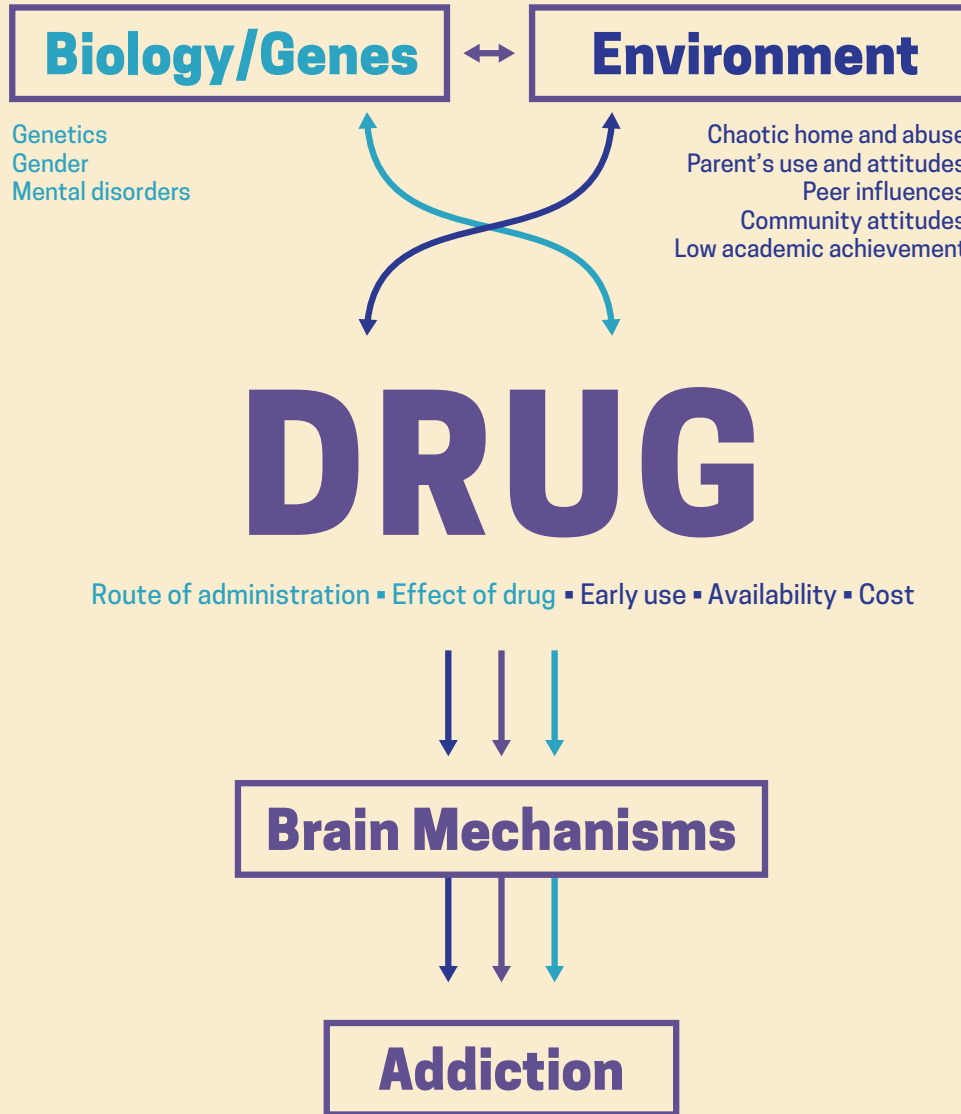 Biology/Genes
Environment
Genetics
Gender
Mental disorders
Chaotic home and abuse
Parent's use and attitudes
Peer influences
Community attitudes
Low academic achievement
DRUG
Route of administration ▪ Effect of drug ▪ Early use ▪ Availability ▪ Cost
Brain Mechanisms
Addiction